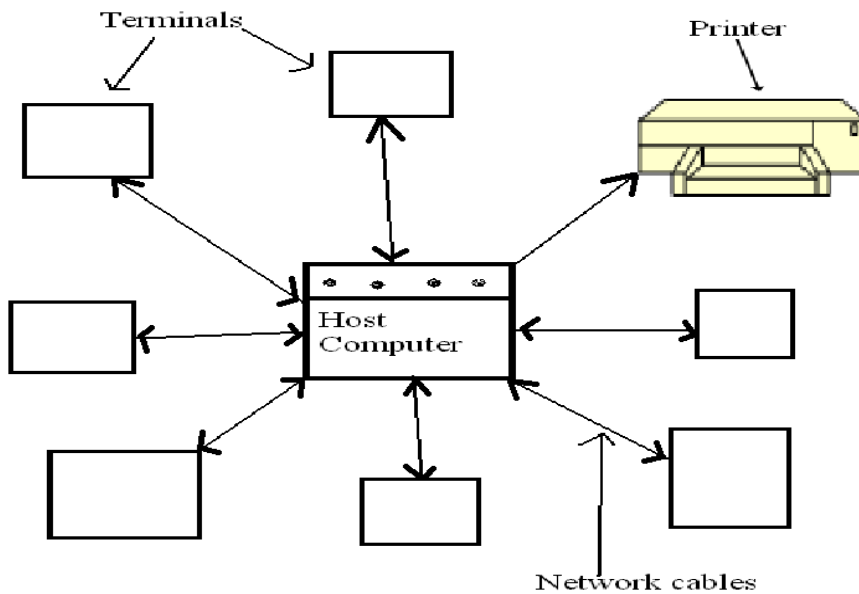 Terminals
Printer
Host
Computer
Network cables